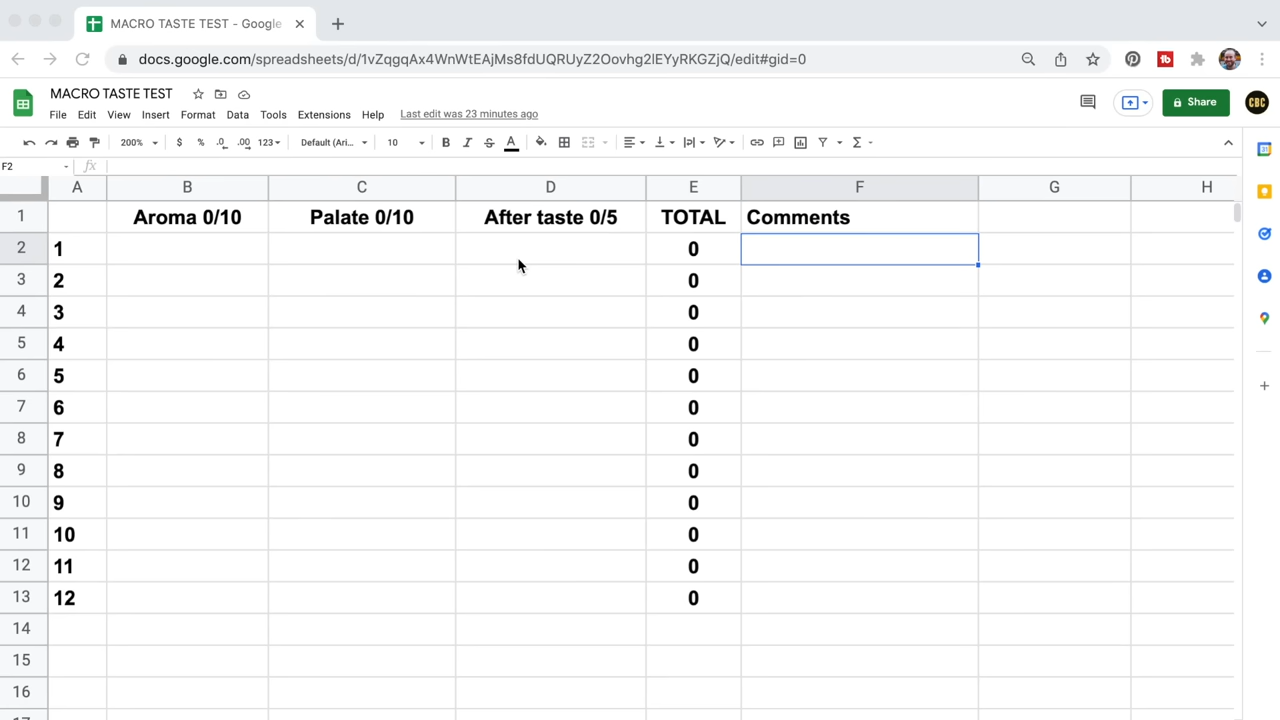 MACRO TASTE TEST - Google
docs.google.com/spreadsheets/d/1vZqgqAx4WnWtEAjMs8fdUQRUyZ2Oovhg2lEYyRKGZjQ/edit#gid=0
MACRO TASTE TEST
File Edit View Insert Format Data Tools Extensions Help Last edit was 23 minutes ago
Share
CBC
200% $ % .0 .00 123 Default (Ari... 10 B I S A
F2 fx
A B C D E F G H
1 Aroma 0/10 Palate 0/10 After taste 0/5 TOTAL Comments
2 1 0
3 2 0
4 3 0
5 4 0
6 5 0
7 6 0
8 7 0
9 8 0
10 9 0
11 10 0
12 11 0
13 12 0
14
15
16